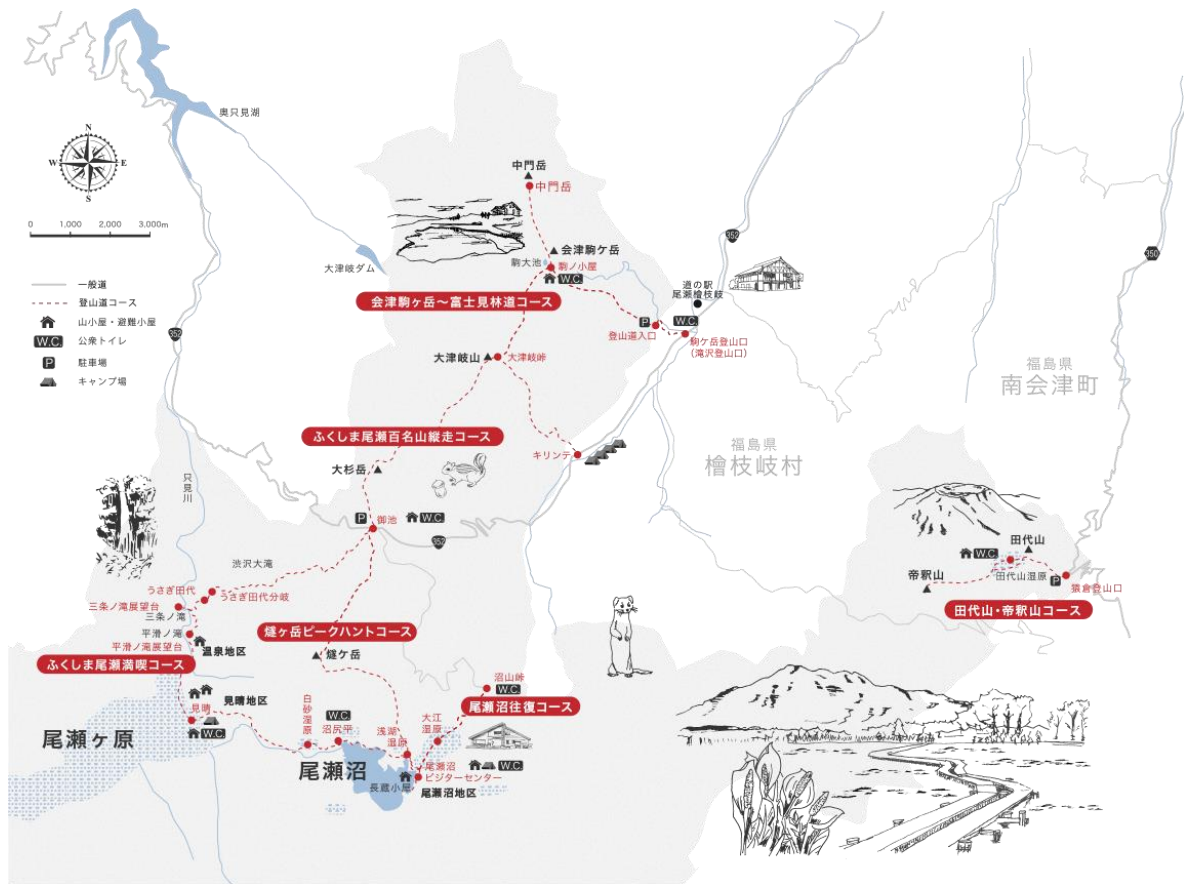 奥只見湖
N
W
E
S
0 1,000 2,000 3,000m
一般道
登山道コース
山小屋・避難小屋
W.C. 公衆トイレ
P 駐車場
キャンプ場
352
大津岐ダム
中門岳
中門岳
会津駒ケ岳
駒大池
駒ノ小屋
W.C.
会津駒ヶ岳〜富士見林道コース
352
350
道の駅
尾瀬檜枝岐
P
W.C.
登山道入口
駒ケ岳登山口
(滝沢登山口)
大津岐山
大津岐峠
福島県
南会津町
ふくしま尾瀬百名山縦走コース
キリンテ
福島県
檜枝岐村
大杉岳
只見川
P
御池
W.C.
352
渋沢大滝
うさぎ田代
うさぎ田代分岐
三条ノ滝展望台
三条ノ滝
平滑ノ滝
平滑ノ滝展望台
温泉地区
田代山
W.C.
田代山湿原
P
帝釈山
猿倉登山口
田代山・帝釈山コース
燧ヶ岳ピークハントコース
燧ケ岳
ふくしま尾瀬満喫コース
沼山峠
W.C.
尾瀬沼往復コース
見晴地区
見晴
W.C.
尾瀬ヶ原
白砂湿原
W.C.
沼尻平
浅湖湿原
大江湿原
尾瀬沼
W.C.
尾瀬沼
ビジターセンター
長蔵小屋
尾瀬沼地区